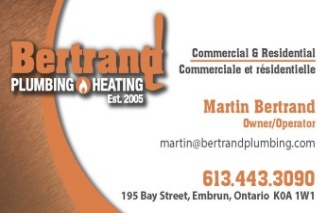 Bertrand
PLUMBING & HEATING
Est. 2005
Commercial & Residential
Commerciale et résidentielle
Martin Bertrand
Owner/Operator
martin@bertrandplumbing.com
613.443.3090
195 Bay Street, Embrun, Ontario K0A 1W1